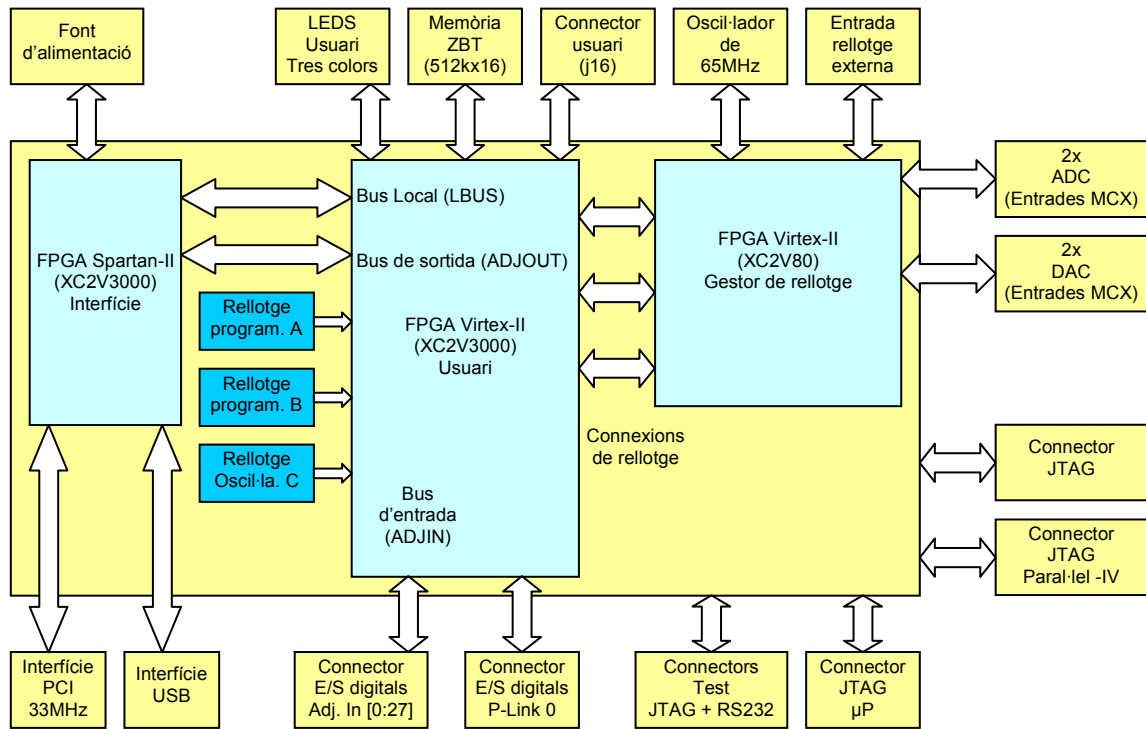 Font
d'alimentació
LEDS
Usuari
Tres colors
Memòria
ZBT
(512kx16)
Connector
usuari
(j16)
Oscil·lador
de
65MHz
Entrada
rellotge
externa
FPGA Spartan-II
(XC2V3000)
Interfície
Bus Local (LBUS)
Bus de sortida (ADJOUT)
FPGA Virtex-II
(XC2V3000)
Usuari
Bus
d'entrada
(ADJIN)
Rellotge
program. A
Rellotge
program. B
Rellotge
Oscil·la. C
FPGA Virtex-II
(XC2V80)
Gestor de rellotge
Connexions
de rellotge
2x
ADC
(Entrades MCX)
2x
DAC
(Entrades MCX)
Connector
JTAG
Connector
JTAG
Paral·lel -IV
Interfície
PCI
33MHz
Interfície
USB
Connector
E/S digitals
Adj. In [0:27]
Connector
E/S digitals
P-Link 0
Connectors
Test
JTAG + RS232
Connector
JTAG
µP